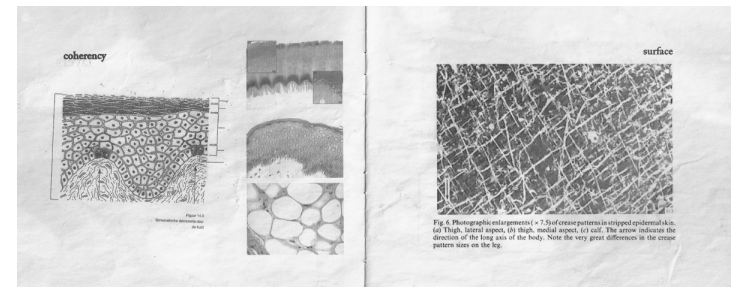 coherency
surface
Fig. 6. Photographic enlargements ( × 7.5) of crease patterns in stripped epidermal skin.
(a) Thigh, lateral aspect, (b) thigh, medial aspect, (c) calf. The arrow indicates the
direction of the long axis of the body. Note the very great differences in the crease
pattern sizes on the leg.